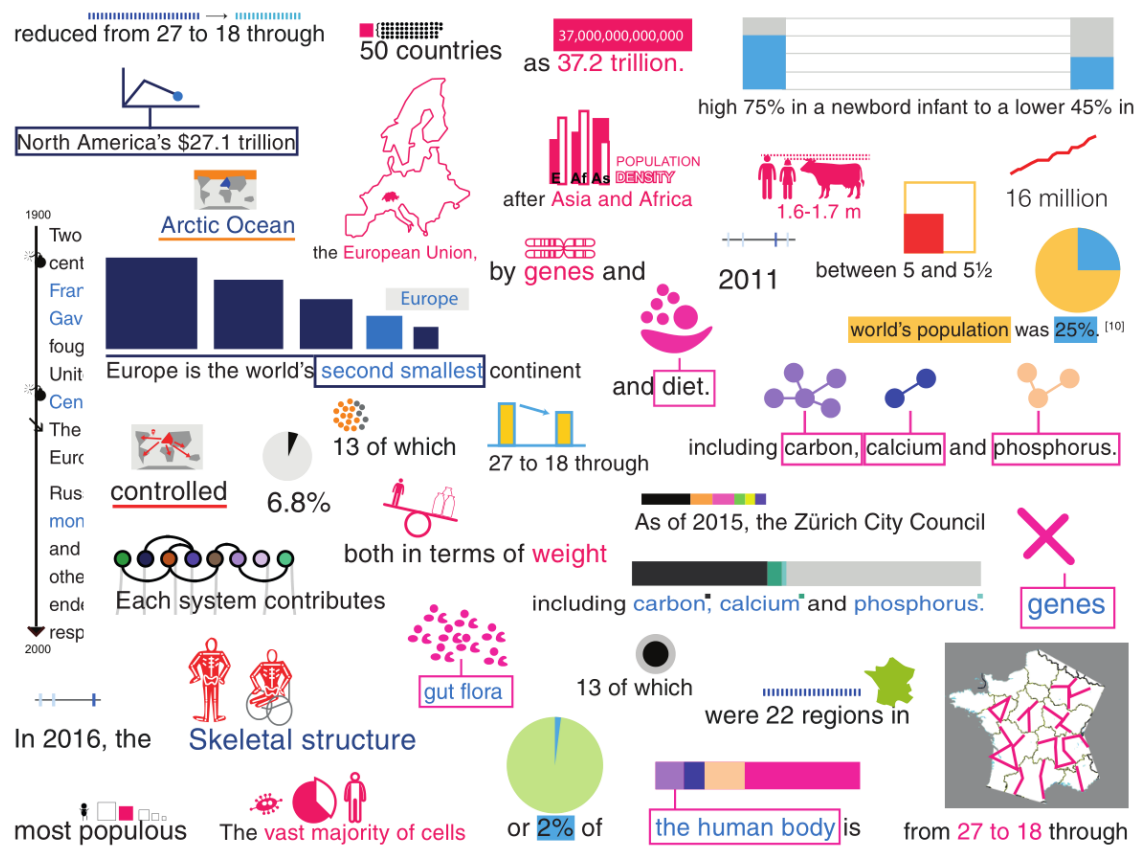 reduced from 27 to 18 through
50 countries
37,000,000,000,000
as 37.2 trillion.
high 75% in a newbord infant to a lower 45% in
North America's $27.1 trillion
Arctic Ocean
the European Union,
E Af As POPULATION
DENSITY
after Asia and Africa
1.6-1.7 m
16 million
1900
Two
cent
Fran
Gav
foug
Unit
Cen
The
Euro
Rus
mon
and
othe
ende
resp
2000
by genes and
2011
between 5 and 5½
Europe
Europe is the world's second smallest continent
world's population was 25%. [10]
and diet.
13 of which
27 to 18 through
including carbon, calcium and phosphorus.
controlled
6.8%
both in terms of weight
As of 2015, the Zürich City Council
Each system contributes
including carbon, calcium and phosphorus.
genes
gut flora
13 of which
were 22 regions in
In 2016, the
Skeletal structure
most populous
The vast majority of cells
or 2% of
the human body is
from 27 to 18 through